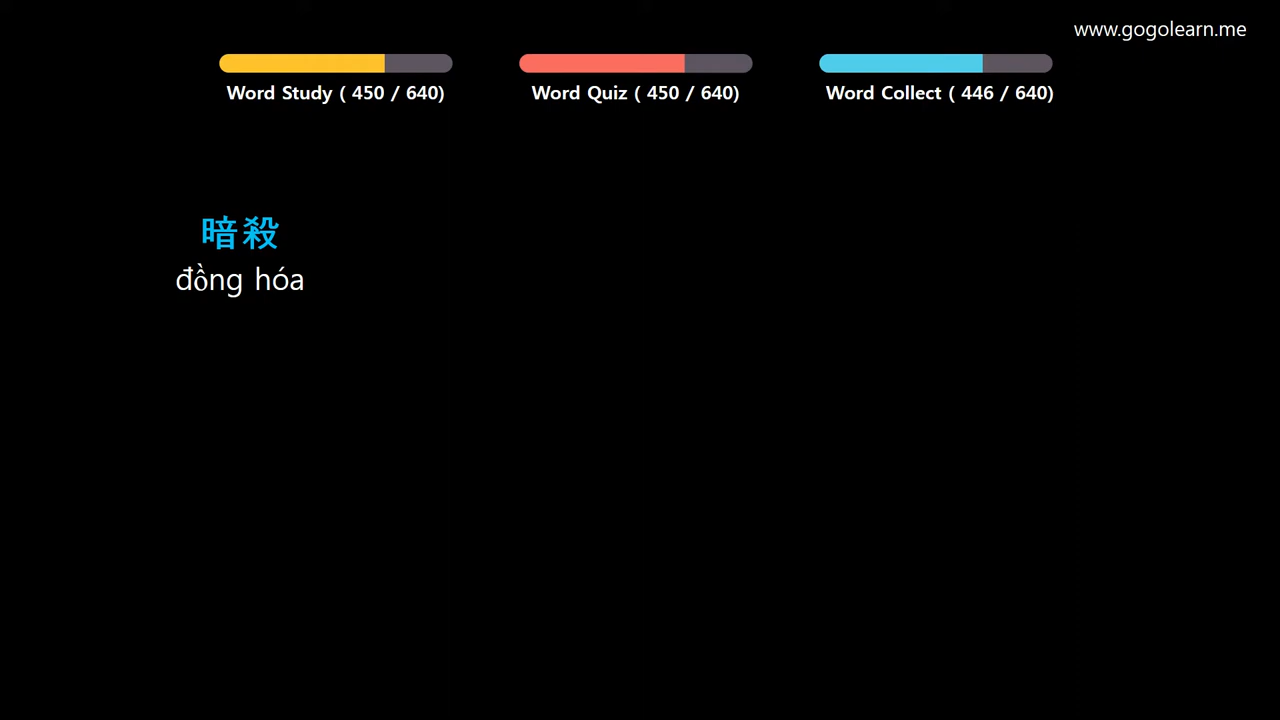 www.gogolearn.me
Word Study ( 450 / 640)
Word Quiz ( 450 / 640)
Word Collect ( 446 / 640)
暗殺
đồng hóa